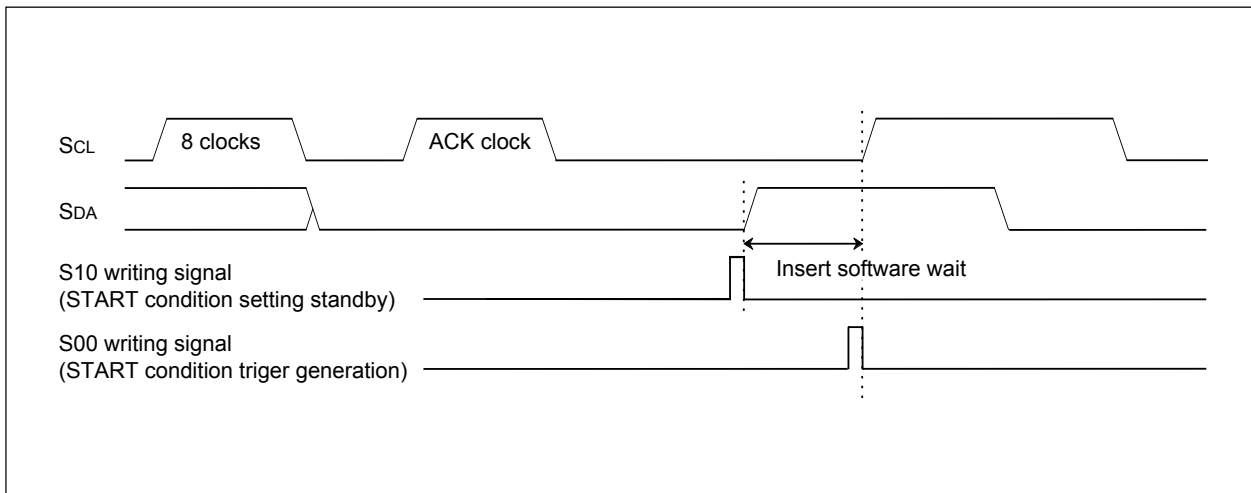 8 clocks
ACK clock
SCL
SDA
Insert software wait
S10 writing signal
(START condition setting standby)
S00 writing signal
(START condition triger generation)